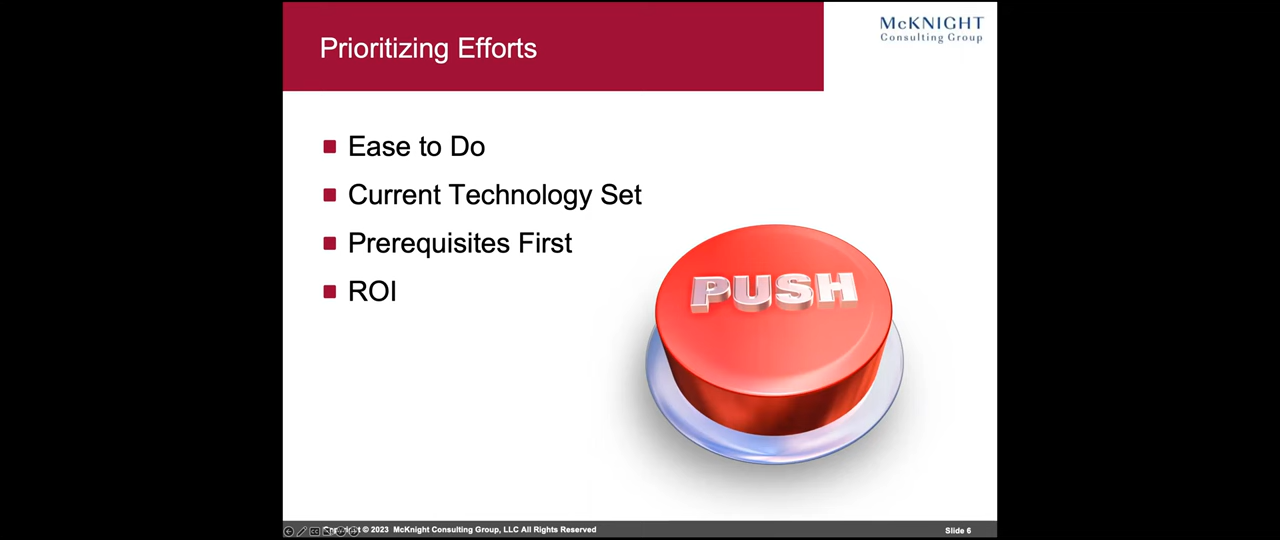 Prioritizing Efforts
McKNIGHT
Consulting Group
Ease to Do
Current Technology Set
Prerequisites First
ROI
PUSH
Copyright © 2023 McKnight Consulting Group, LLC All Rights Reserved
Slide 6